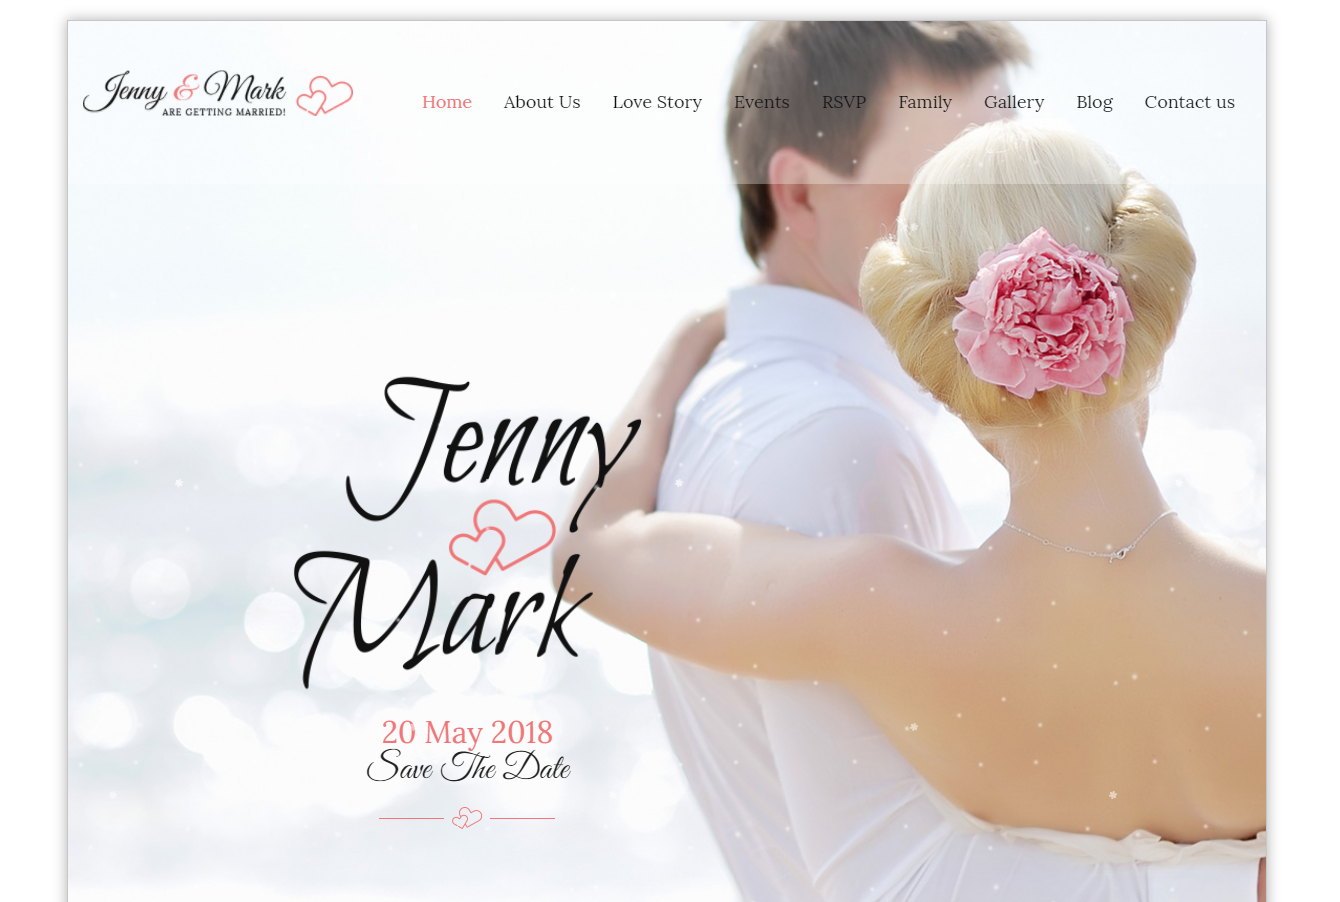 Jenny & Mark
ARE GETTING MARRIED!
Home About Us Love Story Events RSVP Family Gallery Blog Contact us
Jenny
Mark
20 May 2018
Save The Date